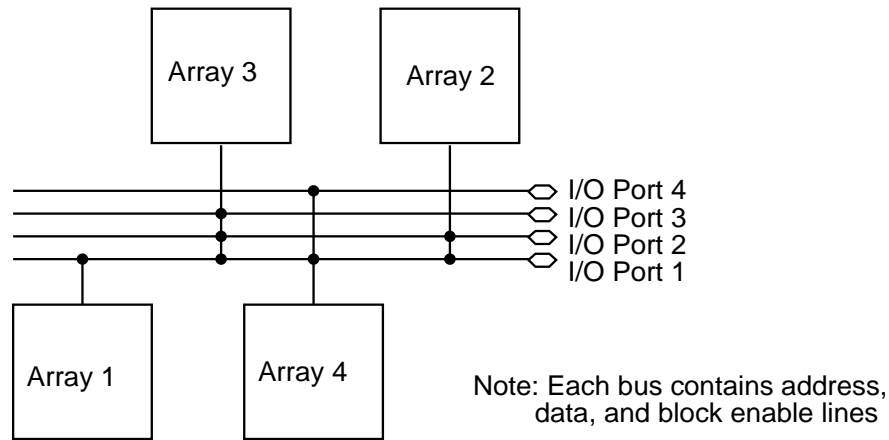 Array 3
Array 2
I/O Port 4
I/O Port 3
I/O Port 2
I/O Port 1
Array 1
Array 4
Note: Each bus contains address,
data, and block enable lines